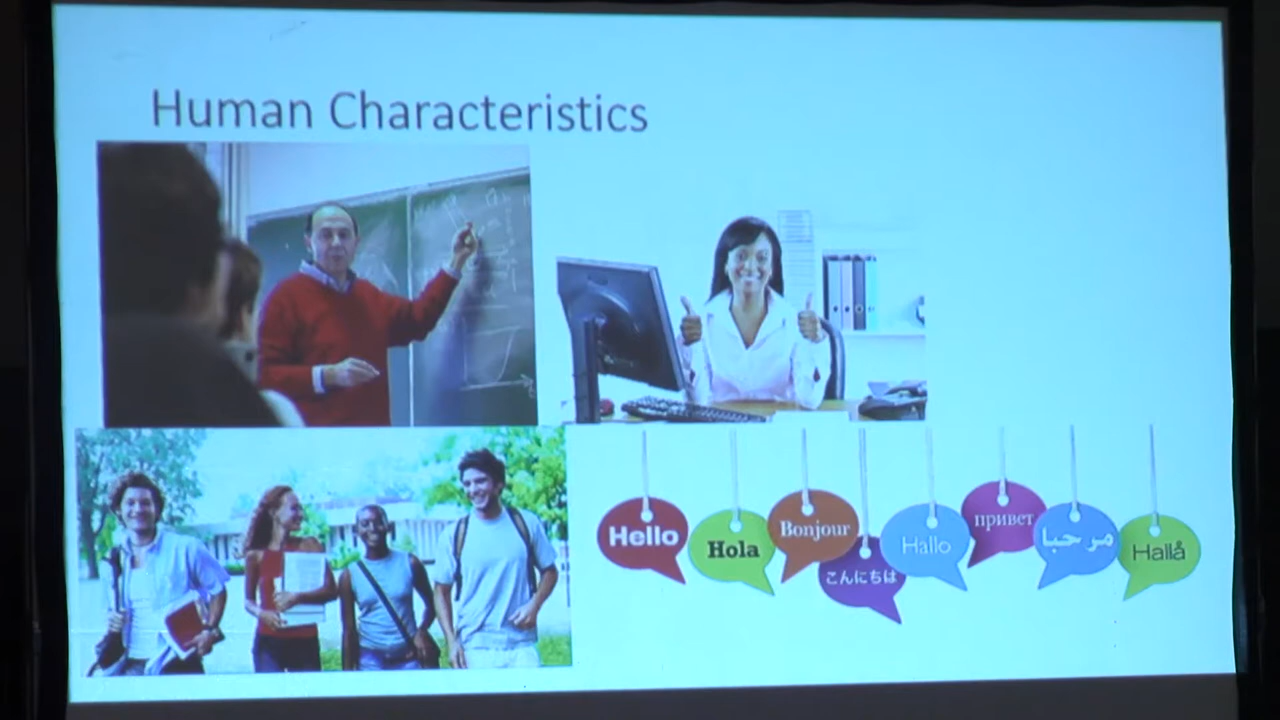 Human Characteristics
Hello
Hola
Bonjour
こんにちは
Hallo
привет
مرحبا
Hallå